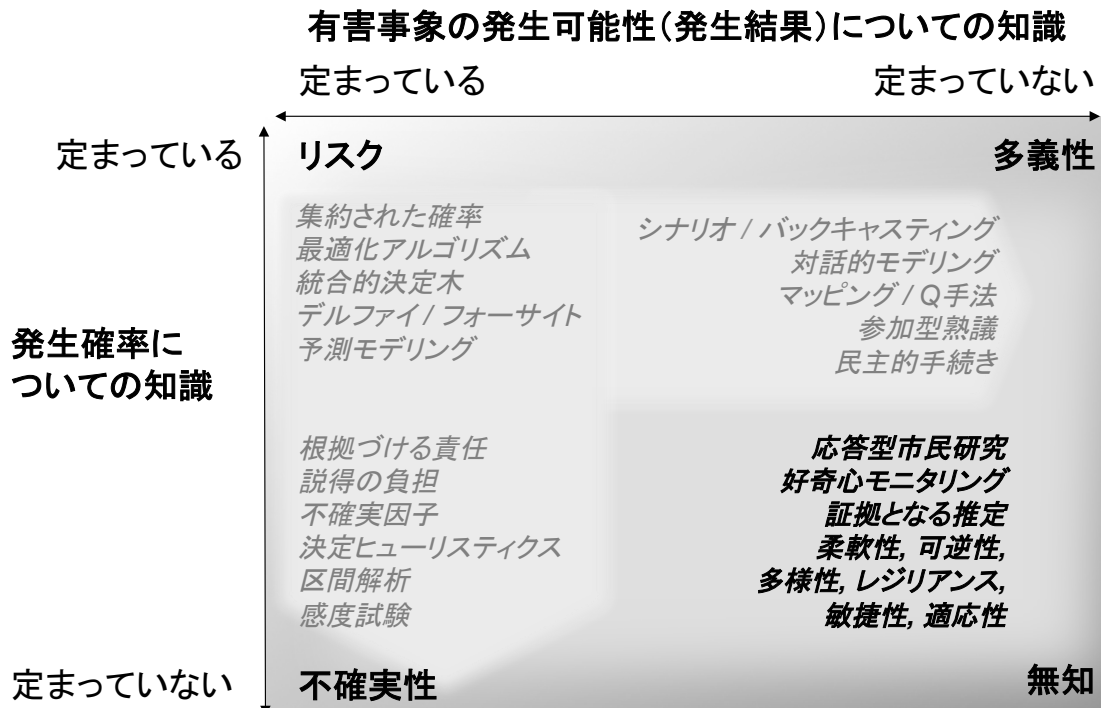 有害事象の発生可能性（発生結果）についての知識
定まっている
定まっていない
定まっている
リスク
多義性
集約された確率
最適化アルゴリズム
統合的決定木
デルファイ / フォーサイト
予測モデリング
シナリオ / バックキャスティング
対話的モデリング
マッピング / Q手法
参加型熟議
民主的手続き
発生確率に
ついての知識
根拠づける責任
説得の負担
不確実因子
決定ヒューリスティクス
区間解析
感度試験
応答型市民研究
好奇心モニタリング
証拠となる推定
柔軟性, 可逆性,
多様性, レジリアンス,
敏捷性, 適応性
定まっていない
不確実性
無知